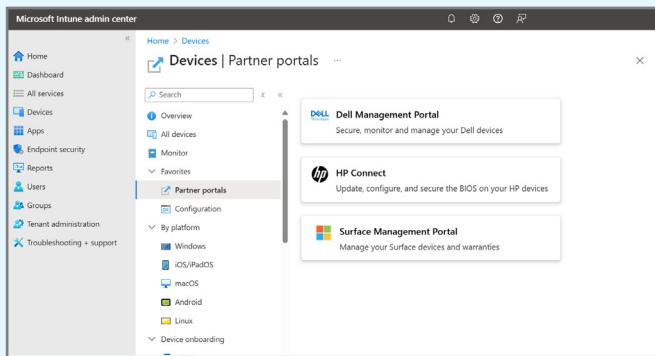 Microsoft Intune admin center
Home
Dashboard
All services
Devices
Apps
Endpoint security
Reports
Users
Groups
Tenant administration
Troubleshooting + support
Home > Devices
Devices | Partner portals ...
Search
Overview
All devices
Monitor
Favorites
Partner portals
Configuration
By platform
Windows
iOS/iPadOS
macOS
Android
Linux
Device onboarding
DELL Technologies
Dell Management Portal
Secure, monitor and manage your Dell devices
hp
HP Connect
Update, configure, and secure the BIOS on your HP devices
Surface Management Portal
Manage your Surface devices and warranties